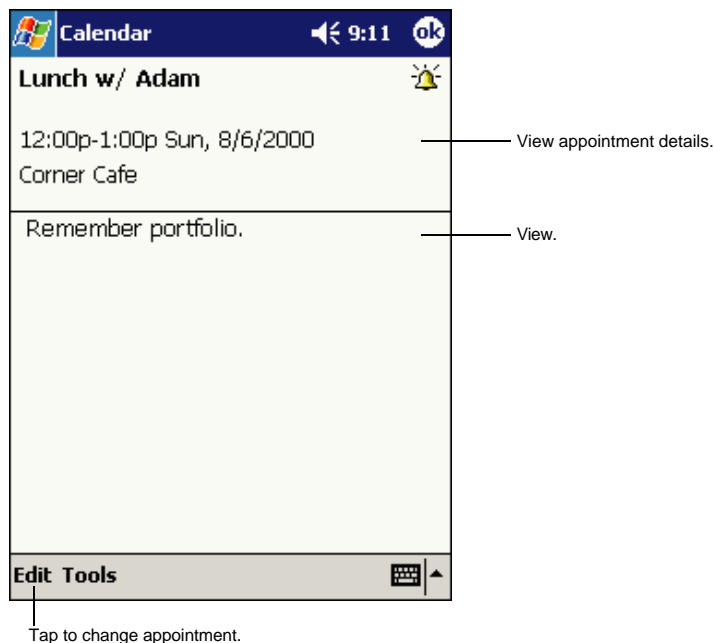 Calendar 9:11 ok
Lunch w/ Adam
12:00p-1:00p Sun, 8/6/2000
View appointment details.
Corner Cafe
Remember portfolio.
View.
Edit Tools
Tap to change appointment.